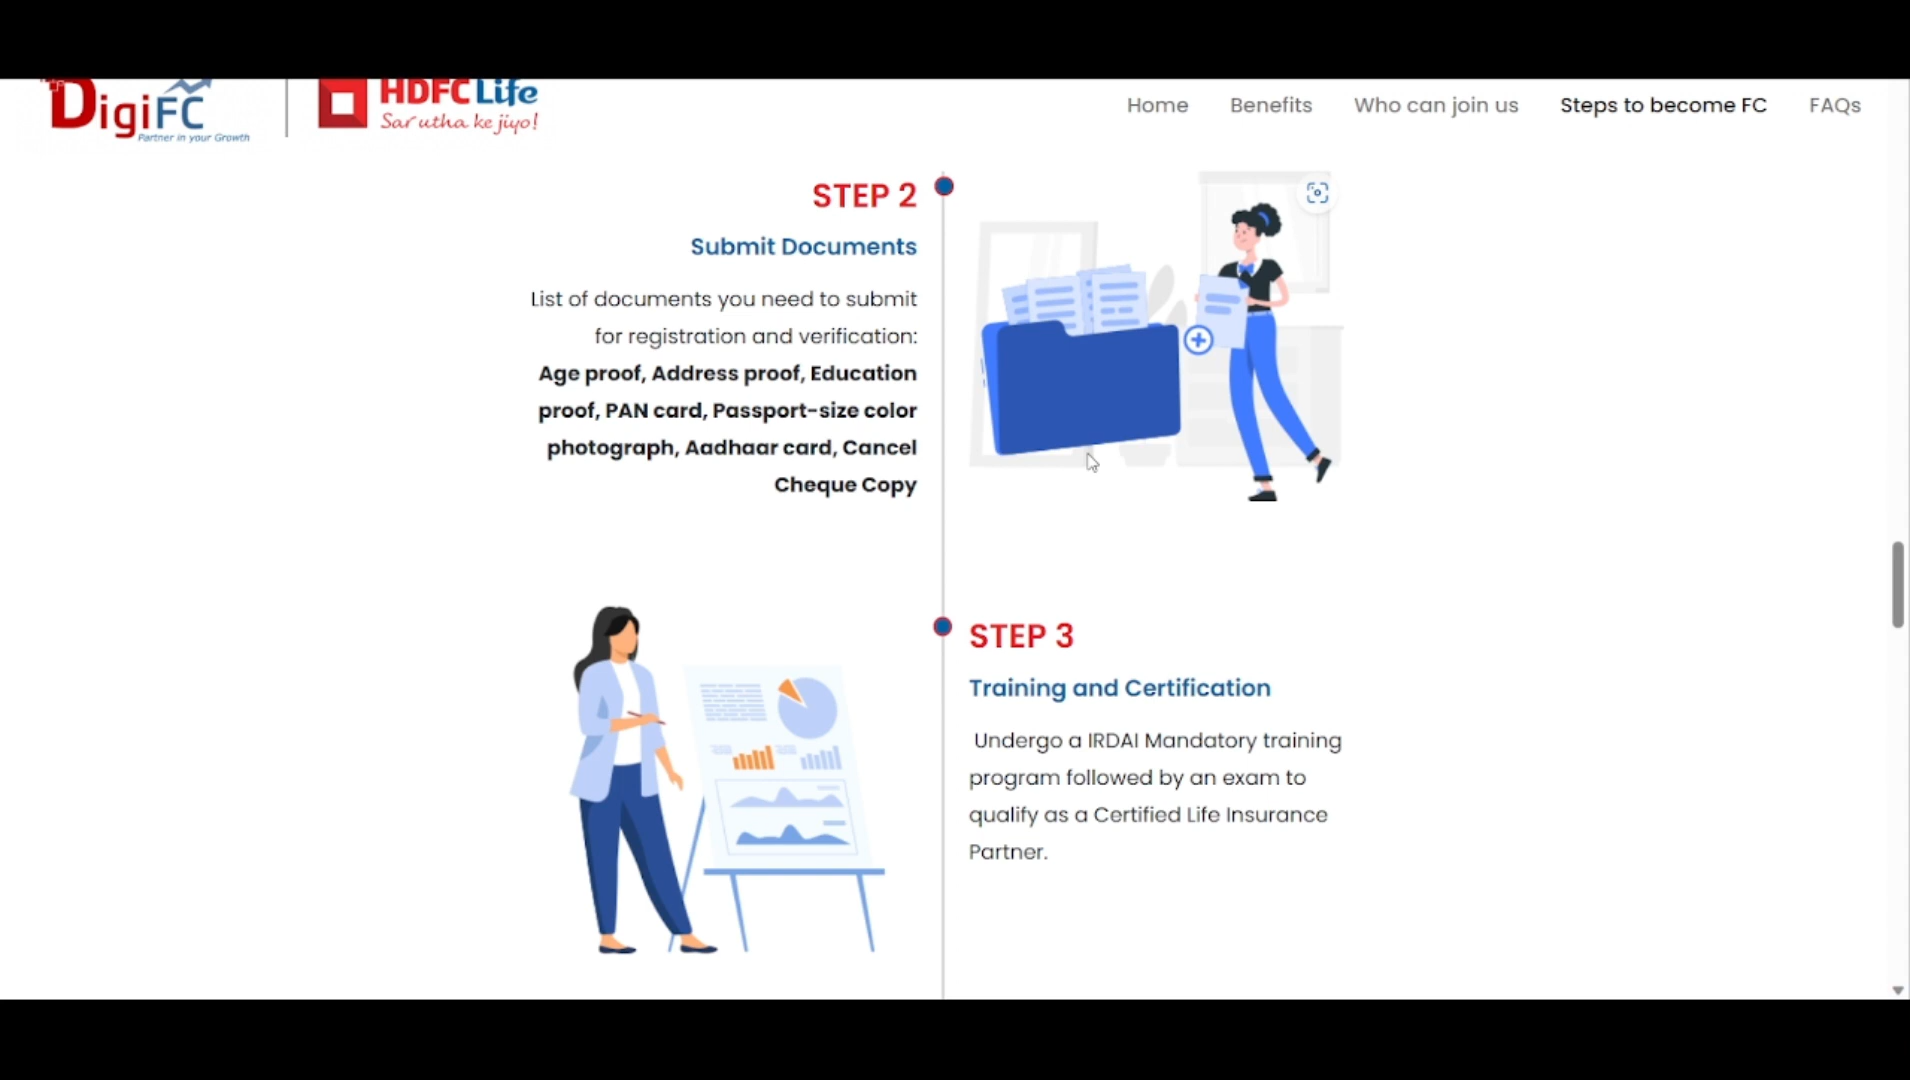 DigiFC
Partner in your Growth
HDFC Life
Sar utha ke jiyo!
Home
Benefits
Who can join us
Steps to become FC
FAQs
STEP 2
Submit Documents
List of documents you need to submit
for registration and verification:
Age proof, Address proof, Education
proof, PAN card, Passport-size color
photograph, Aadhaar card, Cancel
Cheque Copy
STEP 3
Training and Certification
Undergo a IRDAI Mandatory training
program followed by an exam to
qualify as a Certified Life Insurance
Partner.